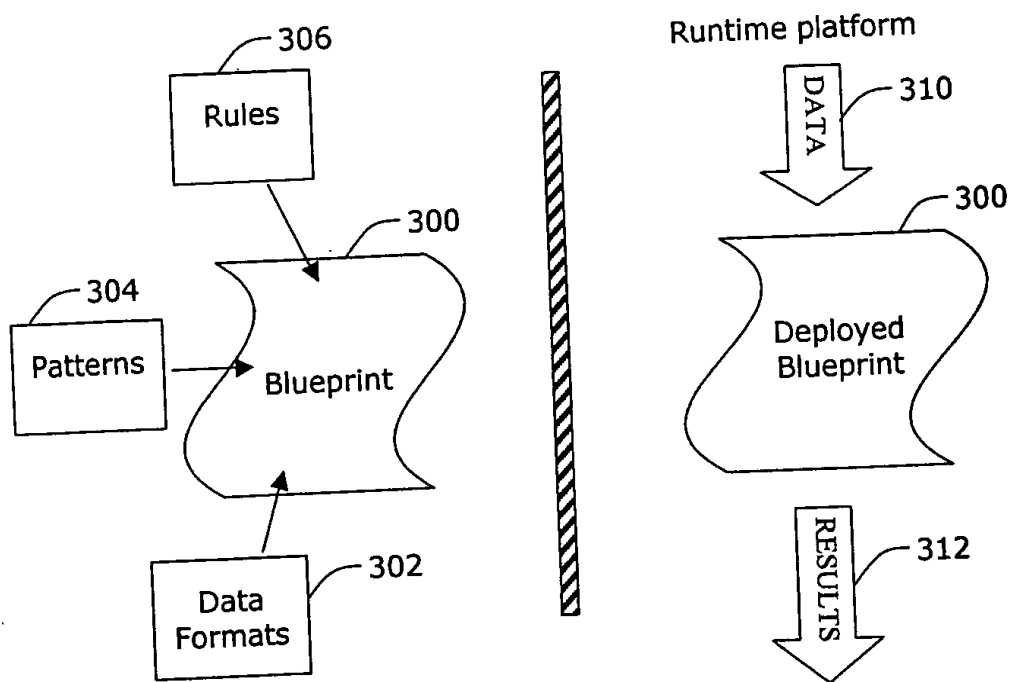 306
Rules
300
304
Patterns
Blueprint
302
Data
Formats
Runtime platform
DATA
310
300
Deployed
Blueprint
RESULTS
312